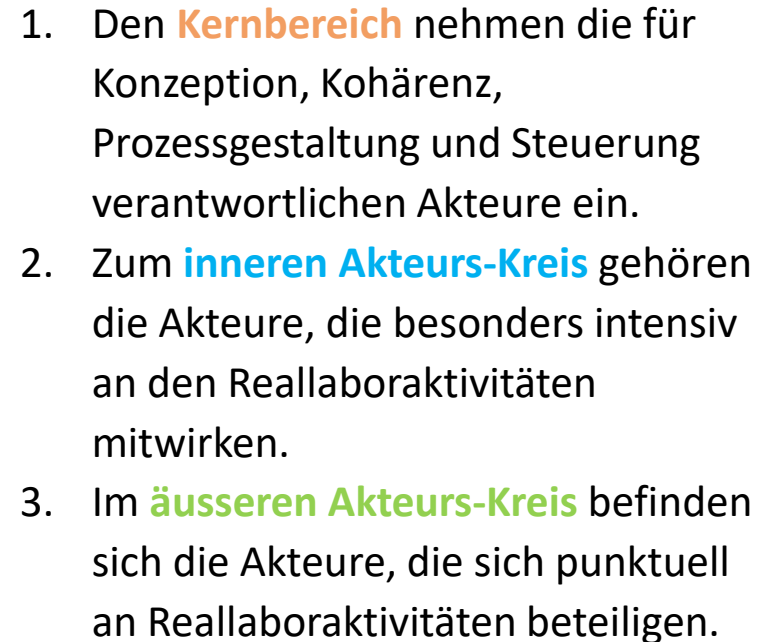 1. Den Kernbereich nehmen die für
Konzeption, Kohärenz,
Prozessgestaltung und Steuerung
verantwortlichen Akteure ein.
2. Zum inneren Akteurs-Kreis gehören
die Akteure, die besonders intensiv
an den Reallaboraktivitäten
mitwirken.
3. Im äusseren Akteurs-Kreis befinden
sich die Akteure, die sich punktuell
an Reallaboraktivitäten beteiligen.